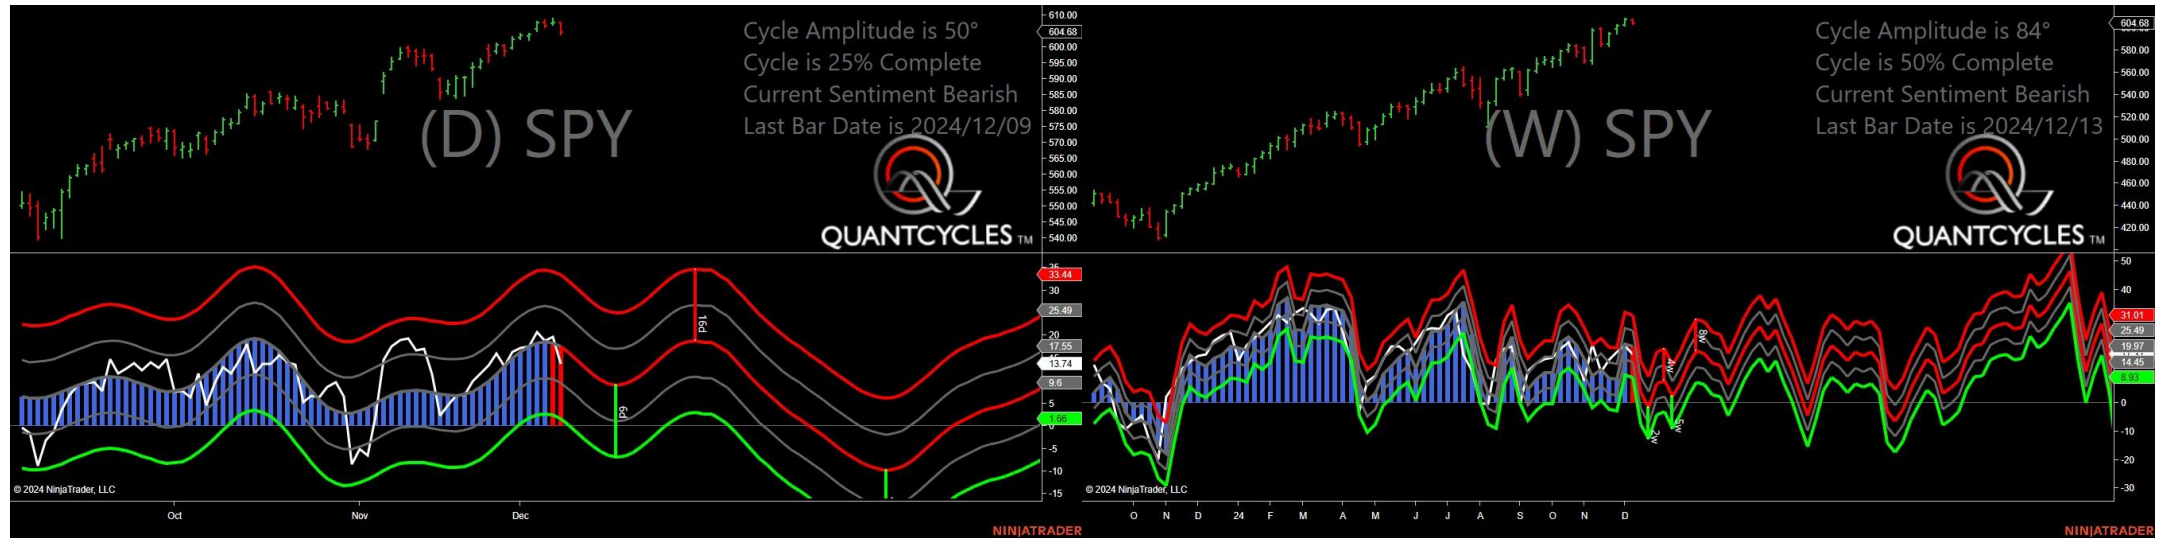 Cycle Amplitude is 50°
Cycle is 25% Complete
Current Sentiment Bearish
Last Bar Date is 2024/12/09
(D) SPY
QUANTCYCLES TM
610.00
604.68
600.00
595.00
590.00
585.00
580.00
575.00
570.00
565.00
560.00
555.00
550.00
545.00
540.00
35
33.44
30
25.49
20
17.55
13.74
9.6
5
1.66
-5
-10
-15
16d
6d
© 2024 NinjaTrader, LLC
Oct
Nov
Dec
NINJATRADER
Cycle Amplitude is 84°
Cycle is 50% Complete
Current Sentiment Bearish
Last Bar Date is 2024/12/13
(W) SPY
QUANTCYCLES TM
604.68
580.00
560.00
540.00
520.00
500.00
480.00
460.00
440.00
420.00
50
40
31.01
25.49
19.97
14.45
8.93
0
-10
-20
-30
2w
4w
5w
8w
© 2024 NinjaTrader, LLC
O N D 24 F M A M J J A S O N D
NINJATRADER